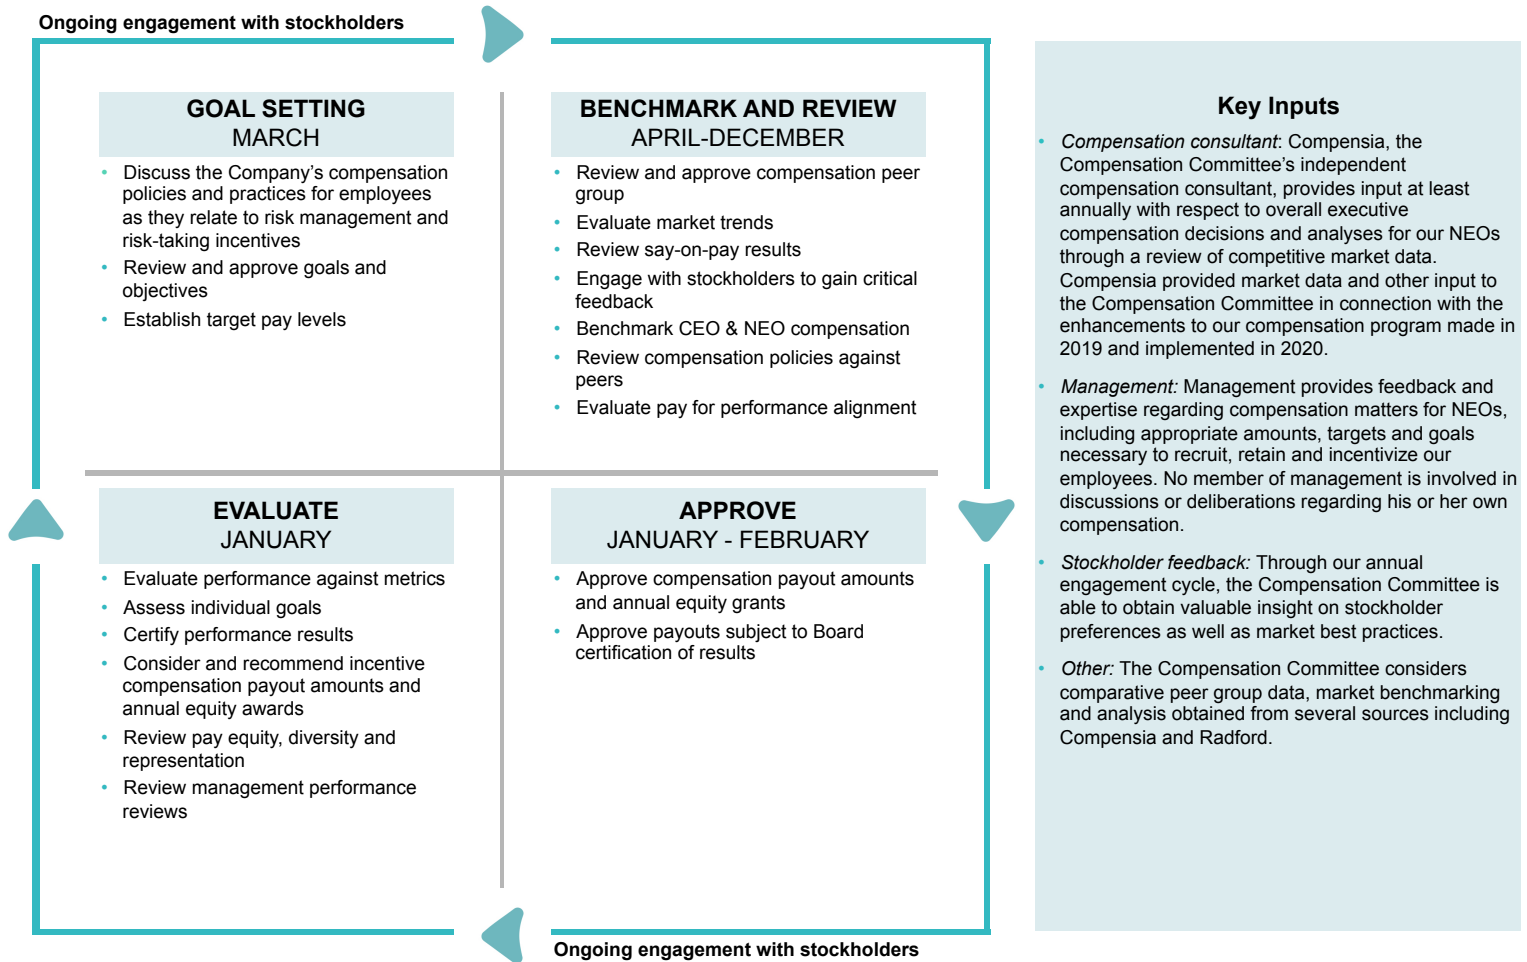 Ongoing engagement with stockholders
GOAL SETTING
MARCH
• Discuss the Company’s compensation
policies and practices for employees
as they relate to risk management and
risk-taking incentives
• Review and approve goals and
objectives
• Establish target pay levels
BENCHMARK AND REVIEW
APRIL-DECEMBER
• Review and approve compensation peer
group
• Evaluate market trends
• Review say-on-pay results
• Engage with stockholders to gain critical
feedback
• Benchmark CEO & NEO compensation
• Review compensation policies against
peers
• Evaluate pay for performance alignment
EVALUATE
JANUARY
• Evaluate performance against metrics
• Assess individual goals
• Certify performance results
• Consider and recommend incentive
compensation payout amounts and
annual equity awards
• Review pay equity, diversity and
representation
• Review management performance
reviews
APPROVE
JANUARY - FEBRUARY
• Approve compensation payout amounts
and annual equity grants
• Approve payouts subject to Board
certification of results
Ongoing engagement with stockholders
Key Inputs
• Compensation consultant: Compensia, the
Compensation Committee’s independent
compensation consultant, provides input at least
annually with respect to overall executive
compensation decisions and analyses for our NEOs
through a review of competitive market data.
Compensia provided market data and other input to
the Compensation Committee in connection with the
enhancements to our compensation program made in
2019 and implemented in 2020.
• Management: Management provides feedback and
expertise regarding compensation matters for NEOs,
including appropriate amounts, targets and goals
necessary to recruit, retain and incentivize our
employees. No member of management is involved in
discussions or deliberations regarding his or her own
compensation.
• Stockholder feedback: Through our annual
engagement cycle, the Compensation Committee is
able to obtain valuable insight on stockholder
preferences as well as market best practices.
• Other: The Compensation Committee considers
comparative peer group data, market benchmarking
and analysis obtained from several sources including
Compensia and Radford.